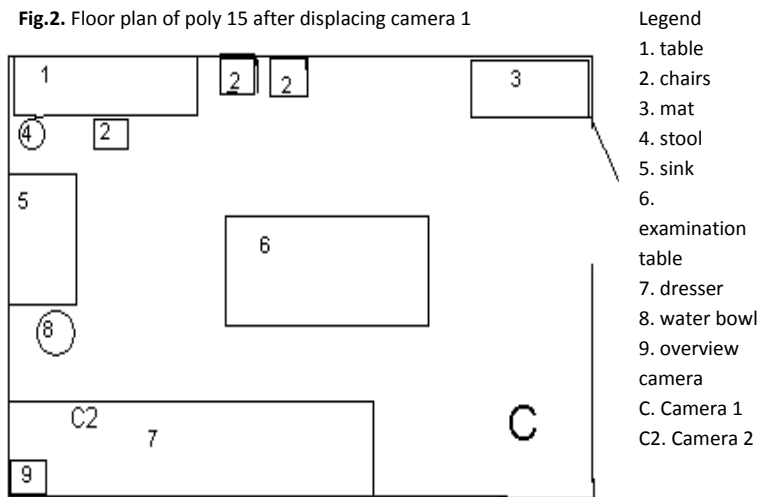 Fig.2. Floor plan of poly 15 after displacing camera 1
1
2
2
3
4
2
5
6
8
C2
7
C
9
Legend
1. table
2. chairs
3. mat
4. stool
5. sink
6.
examination
table
7. dresser
8. water bowl
9. overview
camera
C. Camera 1
C2. Camera 2